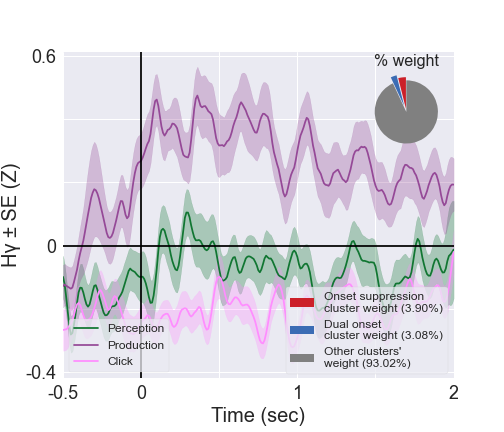 % weight
0.6
0
-0.4
Hγ ± SE (Z)
Perception
Production
Click
Onset suppression
cluster weight (3.90%)
Dual onset
cluster weight (3.08%)
Other clusters'
weight (93.02%)
-0.5
0
1
2
Time (sec)